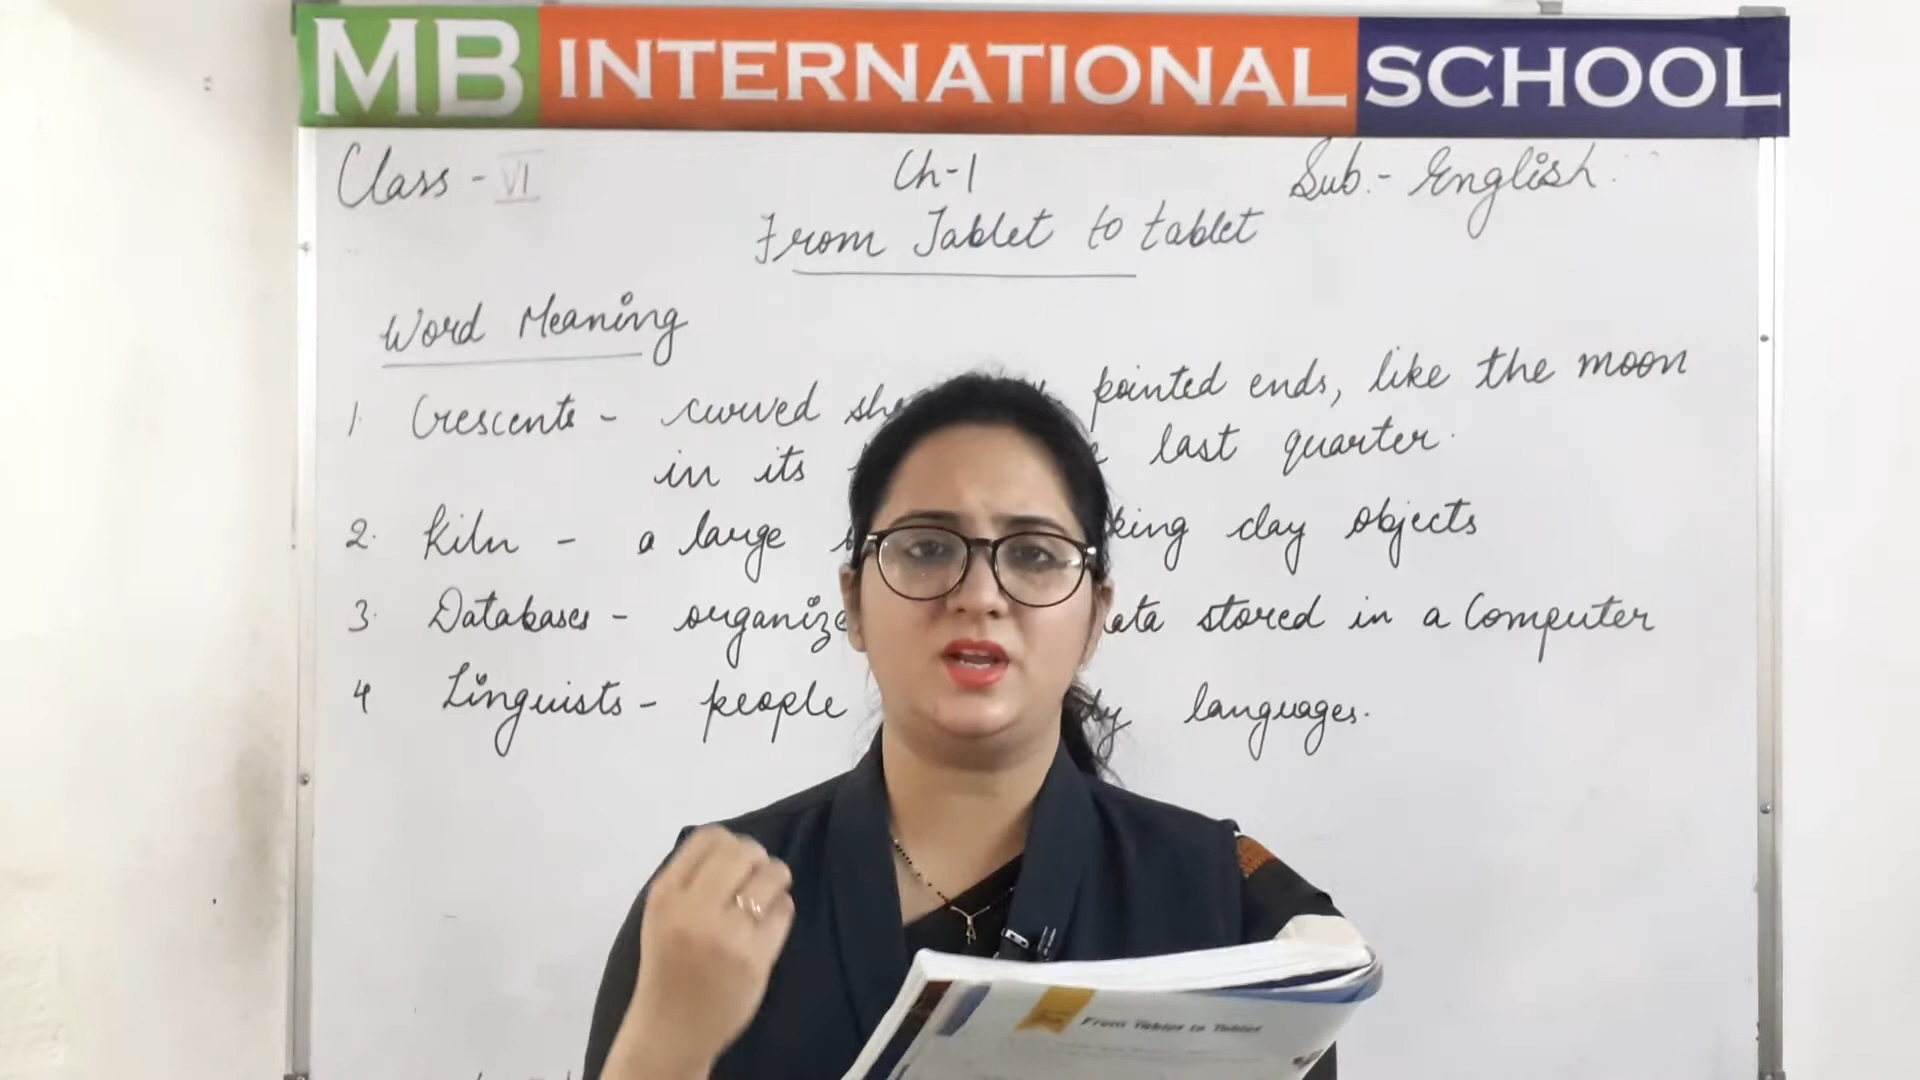 MB INTERNATIONAL SCHOOL
Class - VI Ch-1 Sub.- English.
From Tablet to tablet
Word Meaning
1. Crescents - curved pointed ends, like the moon
in its last quarter.
2. Kiln - a large clay objects
3. Databases - stored in a Computer
4 Linguists - people languages.
From Tablet to Tablet